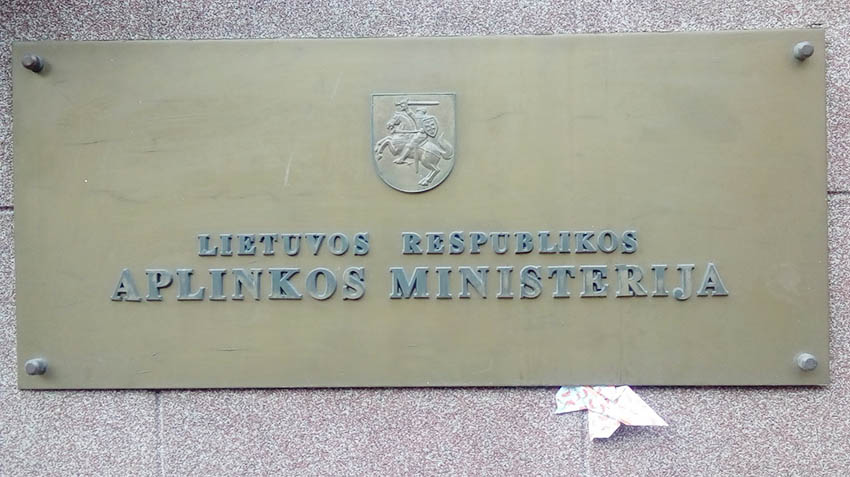 LIETUVOS RESPUBLIKOS
APLINKOS MINISTERIJA